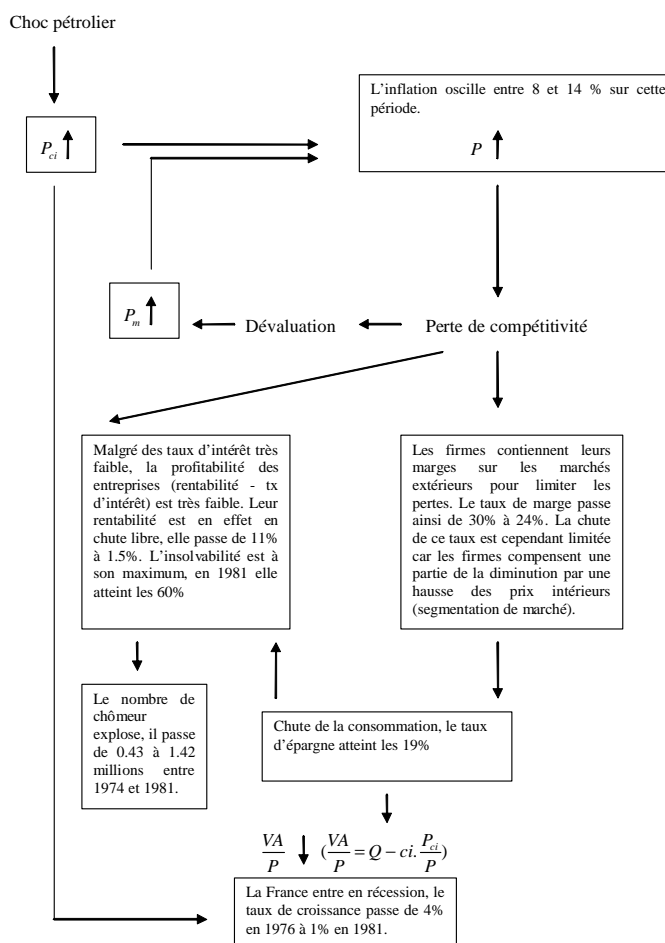 Choc pétrolier
L'inflation oscille entre 8 et 14 % sur cette
période.
P
P_ci
P_m
Dévaluation
Perte de compétitivité
Malgré des taux d'intérêt très
faible, la profitabilité des
entreprises (rentabilité - tx
d'intérêt) est très faible. Leur
rentabilité est en effet en
chute libre, elle passe de 11%
à 1.5%. L'insolvabilité est à
son maximum, en 1981 elle
atteint les 60%
Les firmes contiennent leurs
marges sur les marchés
extérieurs pour limiter les
pertes. Le taux de marge passe
ainsi de 30% à 24%. La chute
de ce taux est cependant limitée
car les firmes compensent une
partie de la diminution par une
hausse des prix intérieurs
(segmentation de marché).
Le nombre de
chômeur
explose, il passe
de 0.43 à 1.42
millions entre
1974 et 1981.
Chute de la consommation, le taux
d'épargne atteint les 19%
VA/P (VA/P = Q − ci. P_ci/P)
La France entre en récession, le
taux de croissance passe de 4%
en 1976 à 1% en 1981.